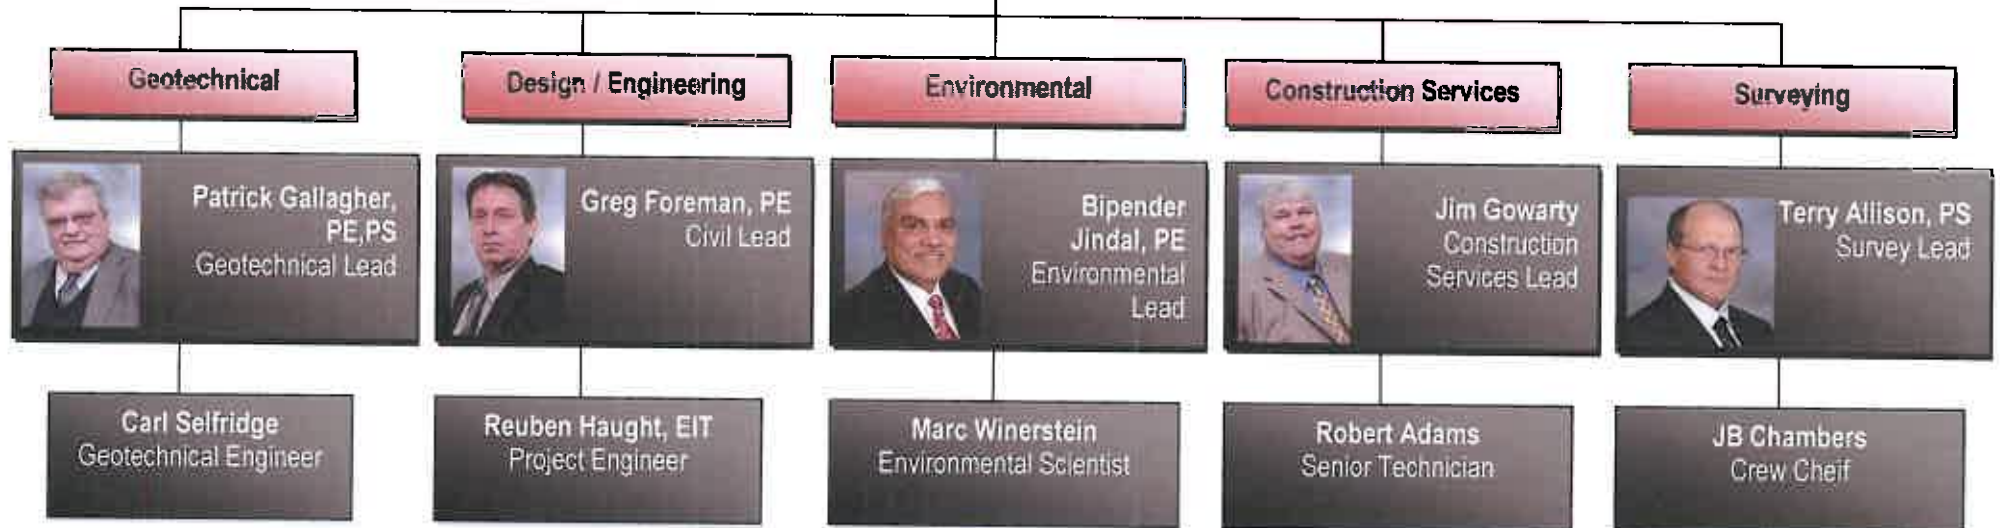 Geotechnical
Design / Engineering
Environmental
Construction Services
Surveying
Patrick Gallagher,
PE,PS
Geotechnical Lead
Greg Foreman, PE
Civil Lead
Bipender
Jindal, PE
Environmental
Lead
Jim Gowarty
Construction
Services Lead
Terry Allison, PS
Survey Lead
Carl Selfridge
Geotechnical Engineer
Reuben Haught, EIT
Project Engineer
Marc Winerstein
Environmental Scientist
Robert Adams
Senior Technician
JB Chambers
Crew Cheif